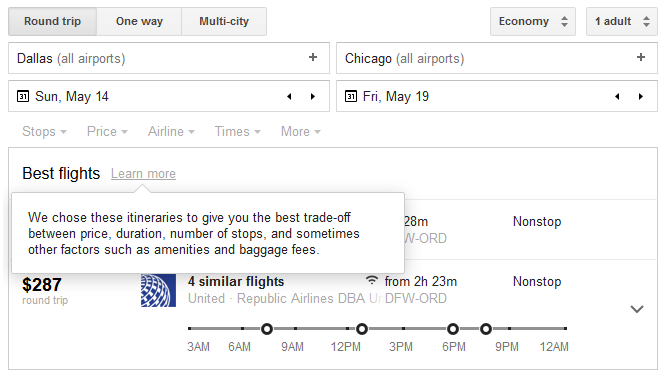 Round trip One way Multi-city Economy 1 adult
Dallas (all airports) + Chicago (all airports) +
31 Sun, May 14 31 Fri, May 19
Stops Price Airline Times More
Best flights Learn more
We chose these itineraries to give you the best trade-off
between price, duration, number of stops, and sometimes
other factors such as amenities and baggage fees.
28m Nonstop
-ORD
$287 4 similar flights from 2h 23m Nonstop
round trip United · Republic Airlines DBA DFW-ORD
3AM 6AM 9AM 12PM 3PM 6PM 9PM 12AM